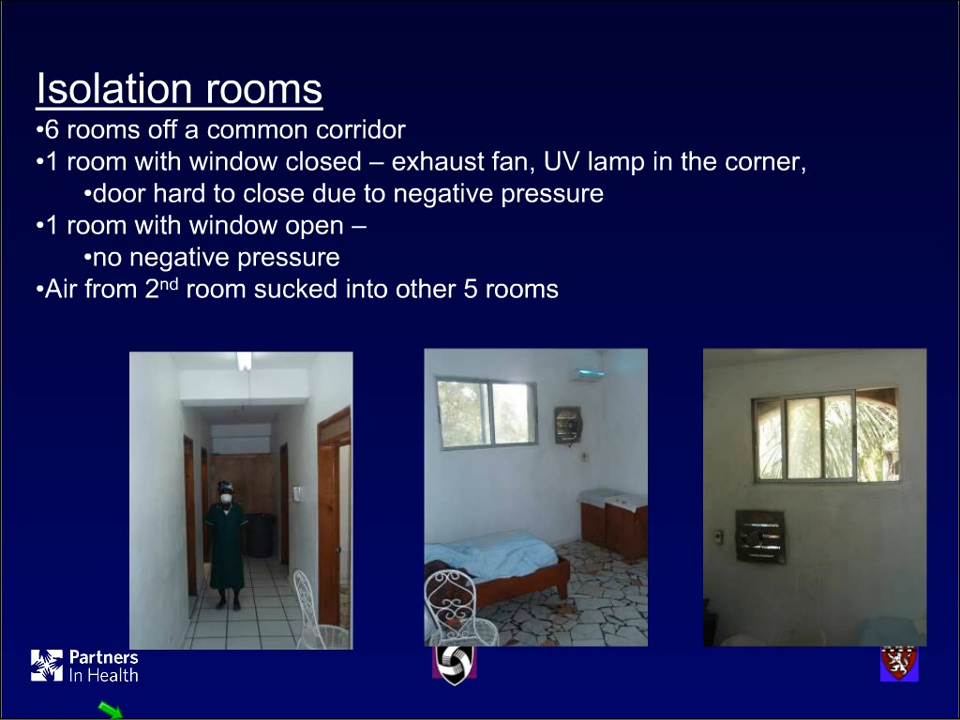 Isolation rooms
•6 rooms off a common corridor
•1 room with window closed – exhaust fan, UV lamp in the corner,
•door hard to close due to negative pressure
•1 room with window open –
•no negative pressure
•Air from 2nd room sucked into other 5 rooms
Partners
In Health